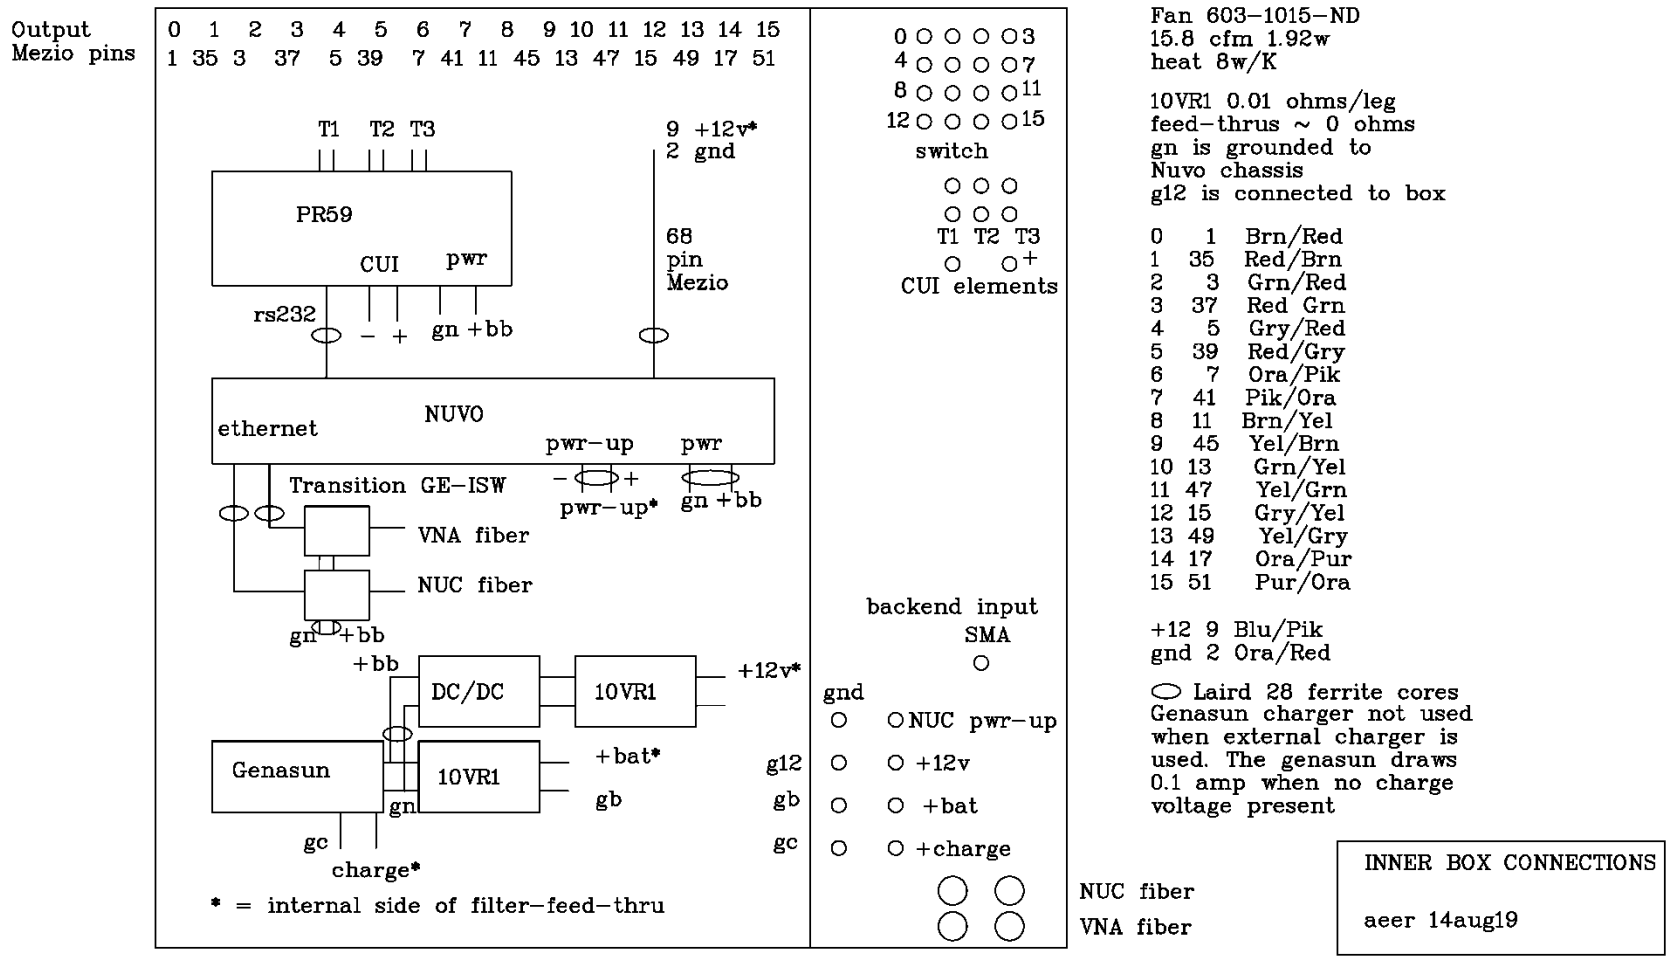 Output 0 1 2 3 4 5 6 7 8 9 10 11 12 13 14 15
Mezio pins 1 35 3 37 5 39 7 41 11 45 13 47 15 49 17 51
T1 T2 T3
9 +12v*
2 gnd
PR59
CUI pwr
68
pin
Mezio
rs232
- + gn +bb
NUVO
ethernet
pwr-up pwr
- +
Transition GE-ISW
pwr-up* gn +bb
VNA fiber
NUC fiber
gn +bb
+bb
DC/DC 10VR1 +12v*
Genasun 10VR1 +bat*
gn gb
gc
charge*
* = internal side of filter-feed-thru
0 3
4 7
8 11
12 15
switch
T1 T2 T3
+
CUI elements
backend input
SMA
gnd
NUC pwr-up
g12 +12v
gb +bat
gc +charge
NUC fiber
VNA fiber
Fan 603-1015-ND
15.8 cfm 1.92w
heat 8w/K
10VR1 0.01 ohms/leg
feed-thrus ~ 0 ohms
gn is grounded to
Nuvo chassis
g12 is connected to box
0 1 Brn/Red
1 35 Red/Brn
2 3 Grn/Red
3 37 Red Grn
4 5 Gry/Red
5 39 Red/Gry
6 7 Ora/Pik
7 41 Pik/Ora
8 11 Brn/Yel
9 45 Yel/Brn
10 13 Grn/Yel
11 47 Yel/Grn
12 15 Gry/Yel
13 49 Yel/Gry
14 17 Ora/Pur
15 51 Pur/Ora
+12 9 Blu/Pik
gnd 2 Ora/Red
Laird 28 ferrite cores
Genasun charger not used
when external charger is
used. The genasun draws
0.1 amp when no charge
voltage present
INNER BOX CONNECTIONS
aeer 14aug19